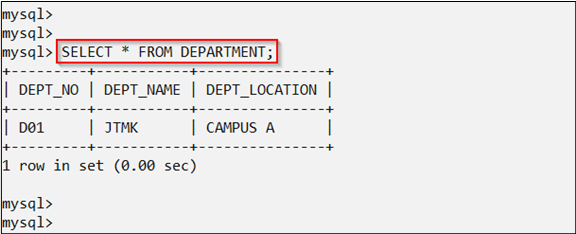 mysql>
mysql>
mysql> SELECT * FROM DEPARTMENT;
+---------+-----------+---------------+
| DEPT_NO | DEPT_NAME | DEPT_LOCATION |
+---------+-----------+---------------+
| D01     | JTMK      | CAMPUS A      |
+---------+-----------+---------------+
1 row in set (0.00 sec)
mysql>
mysql>